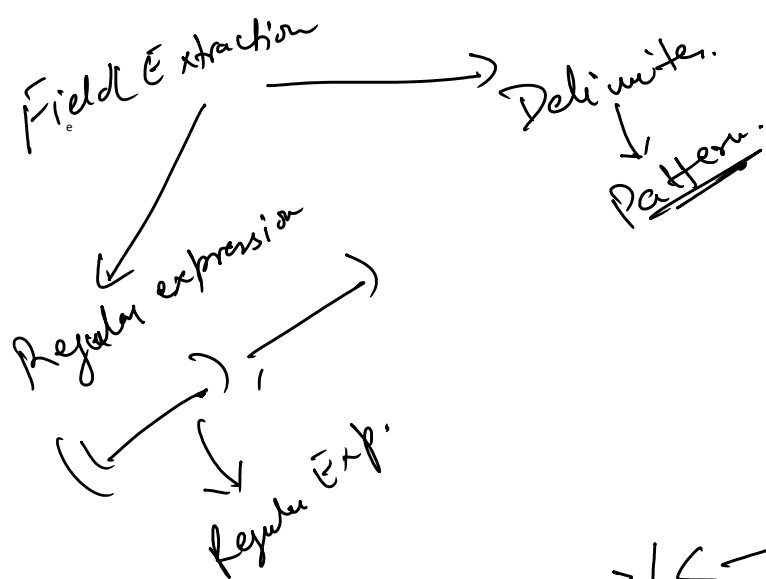 Field Extraction
e
Delimiter.
Pattern.
Regular expression
Regular Exp.